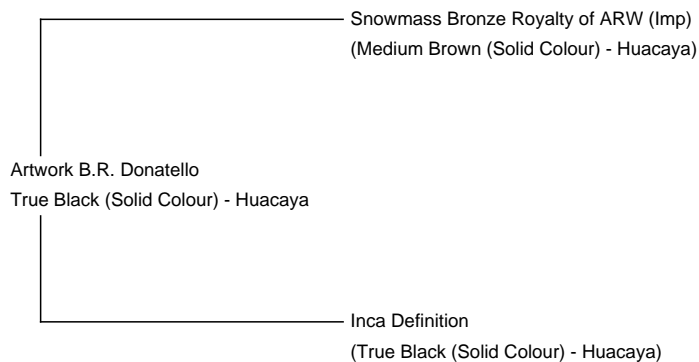 Snowmass Bronze Royalty of ARW (Imp)
(Medium Brown (Solid Colour) - Huacaya)
Artwork B.R. Donatello
True Black (Solid Colour) - Huacaya
Inca Definition
(True Black (Solid Colour) - Huacaya)